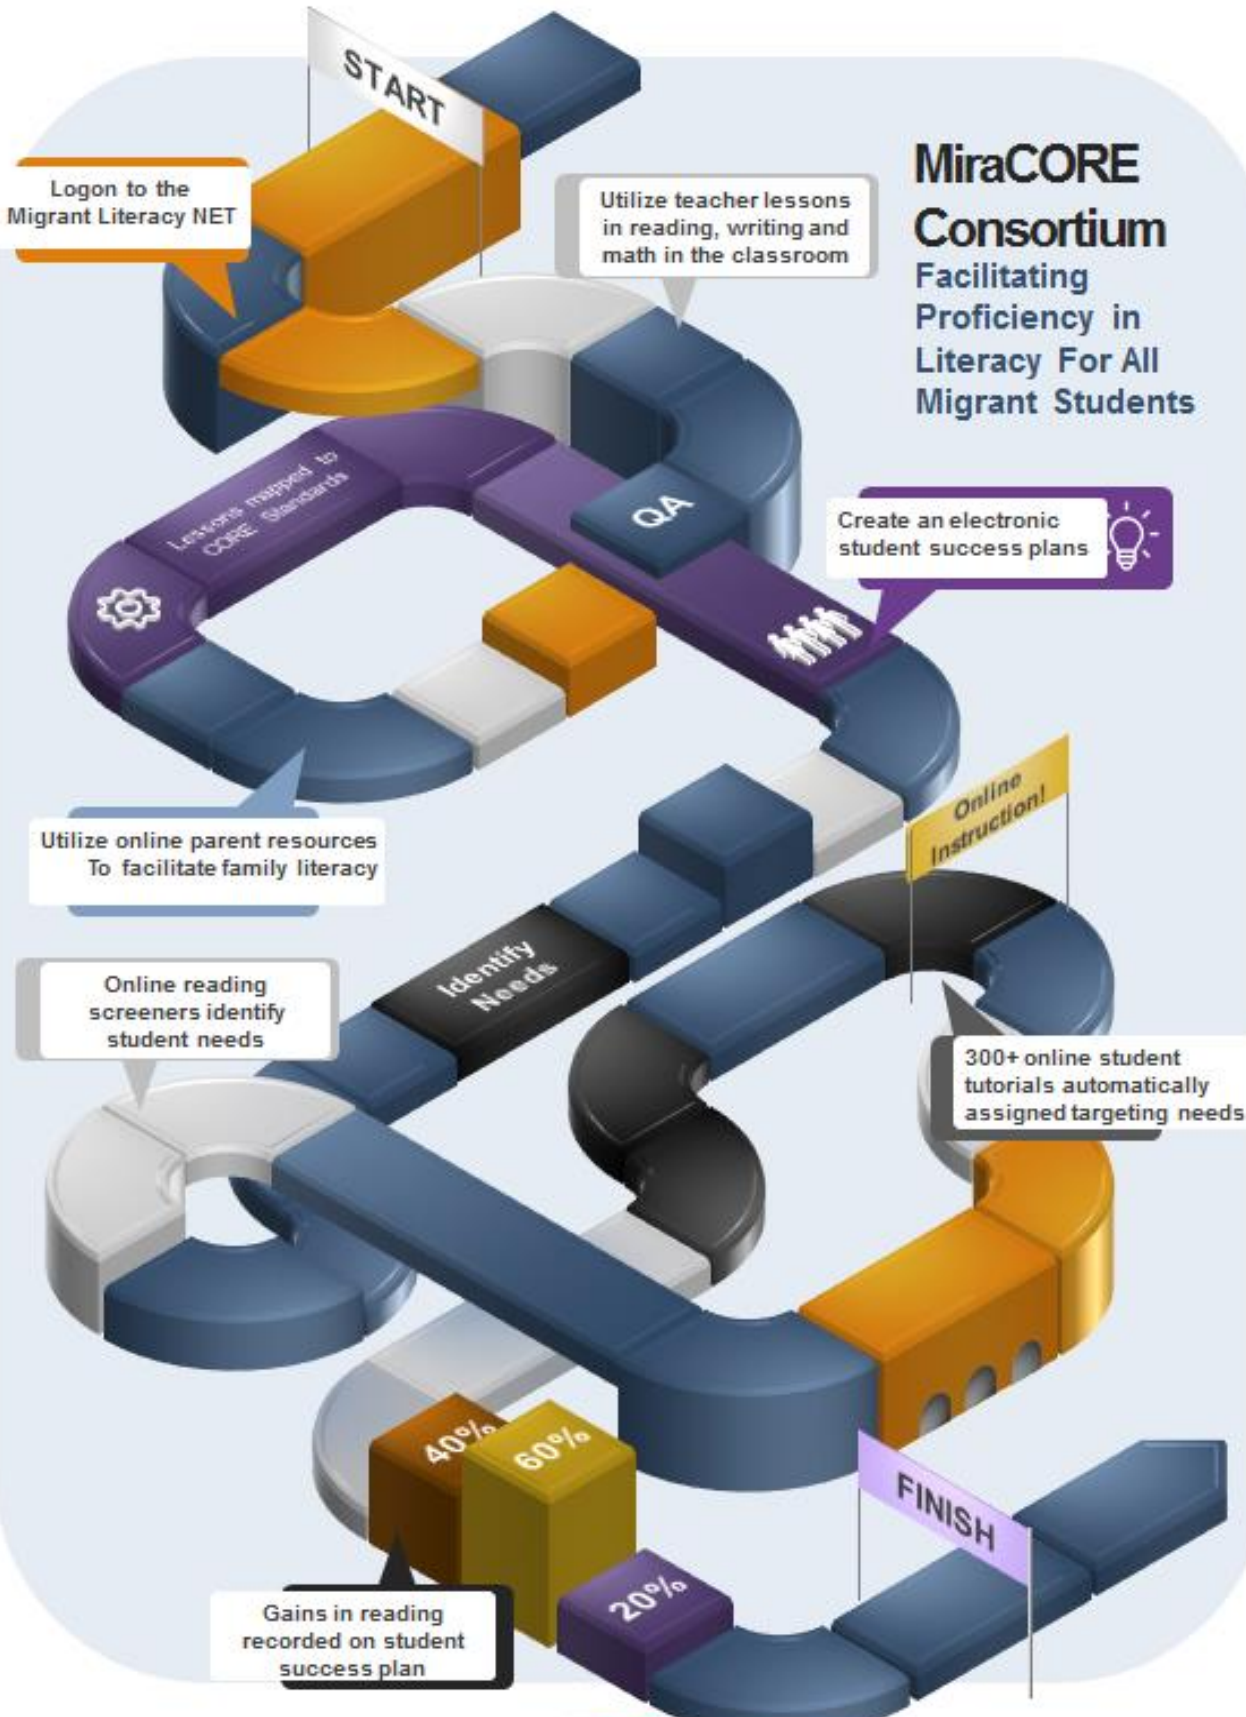 START
MiraCORE
Consortium
Facilitating
Proficiency in
Literacy For All
Migrant Students
Logon to the
Migrant Literacy NET
Utilize teacher lessons
in reading, writing and
math in the classroom
Lessons mapped to
CORE Standards
QA
Create an electronic
student success plans
Utilize online parent resources
To facilitate family literacy
Online
Instruction!
Identify
Needs
Online reading
screeners identify
student needs
300+ online student
tutorials automatically
assigned targeting needs
40%
60%
20%
FINISH
Gains in reading
recorded on student
success plan